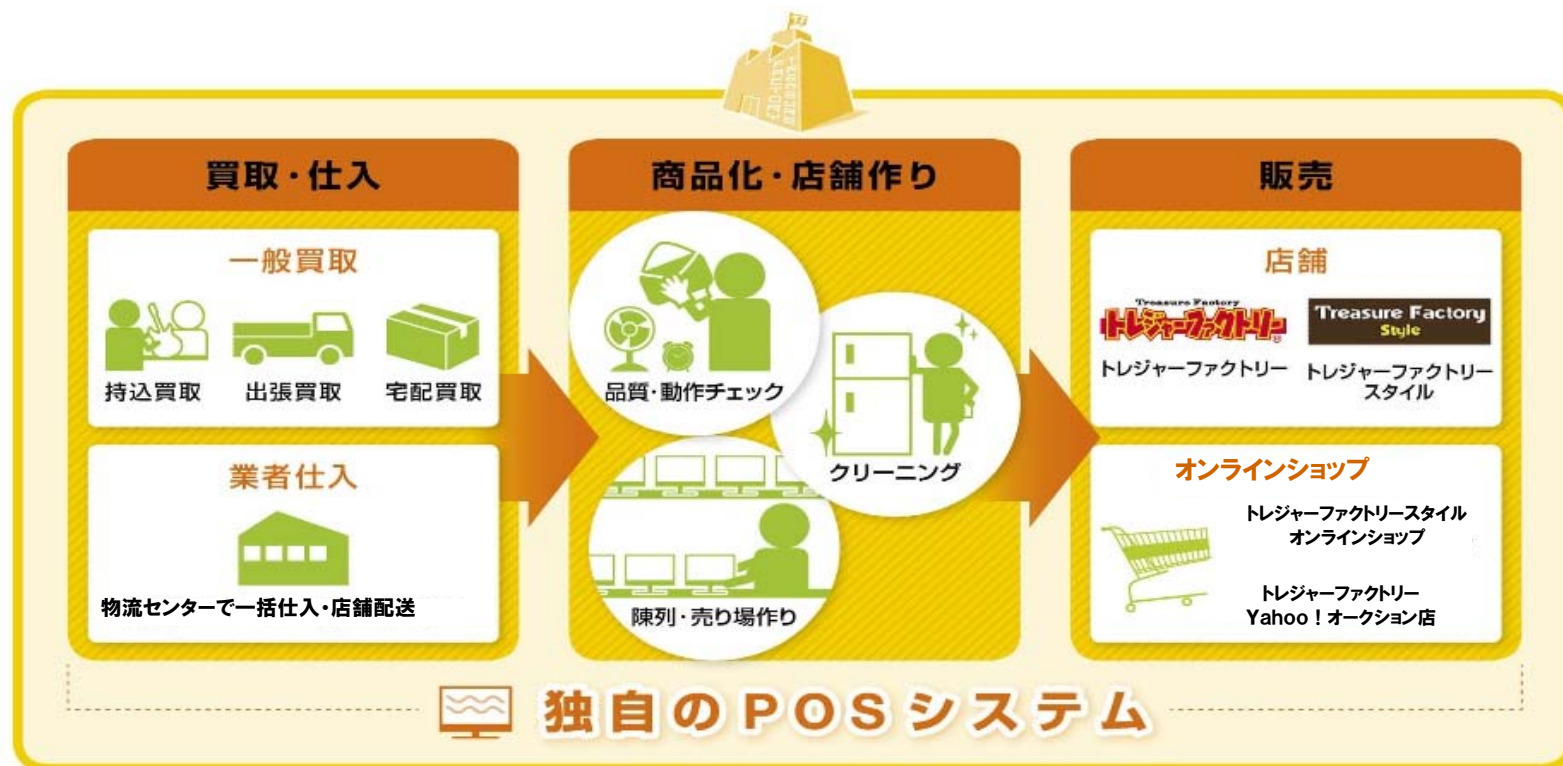 買取・仕入
一般買取
持込買取
出張買取
宅配買取
業者仕入
物流センターで一括仕入・店舗配送
商品化・店舗作り
品質・動作チェック
クリーニング
陳列・売り場作り
販売
店舗
Treasure Factory
トレジャーファクトリー
トレジャーファクトリー
Treasure Factory
Style
トレジャーファクトリー
スタイル
オンラインショップ
トレジャーファクトリースタイル
オンラインショップ
トレジャーファクトリー
Yahoo！オークション店
独自のPOSシステム